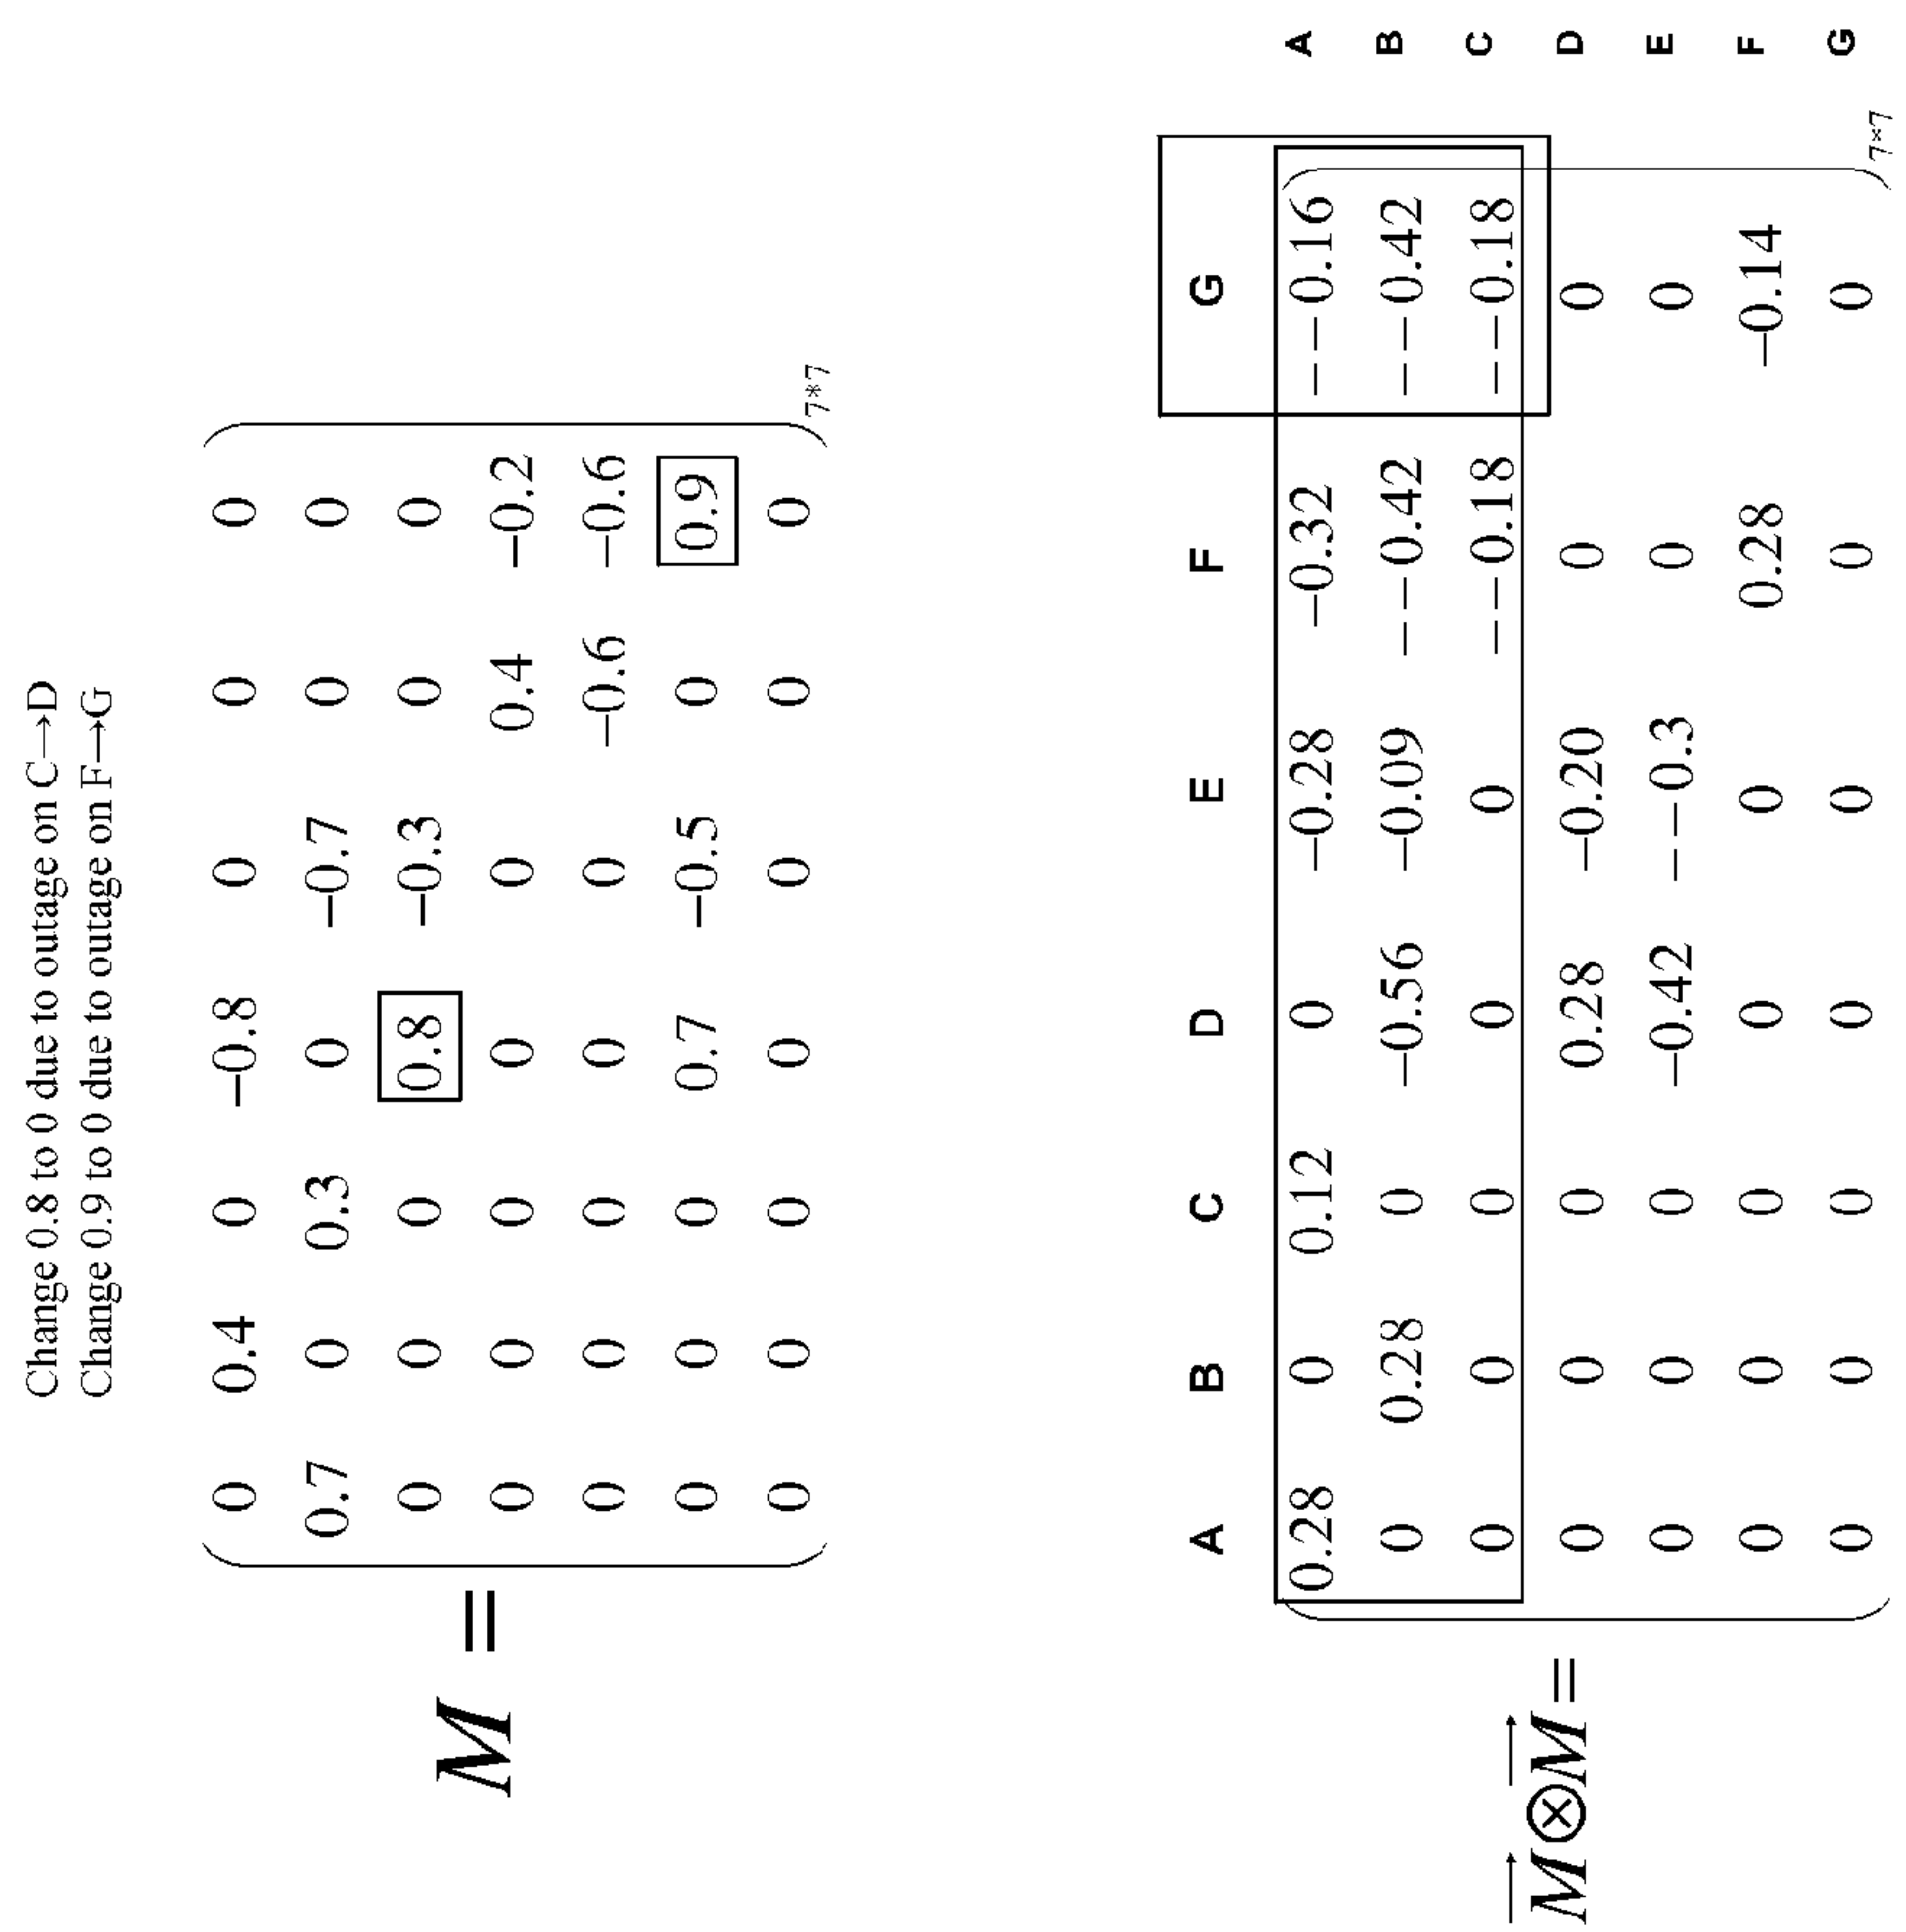 Change 0.8 to 0 due to outage on C→D
Change 0.9 to 0 due to outage on F→G
0 0.4 0 −0.8 0 0 0
0.7 0 0.3 0 −0.7 0 0
0 0 0 0.8 −0.3 0 0
M = 0 0 0 0 0 0.4 −0.2
0 0 0 0 0 −0.6 −0.6
0 0 0 0.7 −0.5 0 0.9
0 0 0 0 0 0 0
7*7
A B C D E F G
0.28 0 0.12 0 −0.28 −0.32 −−0.16 A
0 0.28 0 −0.56 −0.09 −−0.42 −−0.42 B
0 0 0 0 0 −−0.18 −−0.18 C
M⃗⊗M⃗ = 0 0 0 0.28 −0.20 0 0 D
0 0 0 −0.42 −−0.3 0 0 E
0 0 0 0 0 0.28 −0.14 F
0 0 0 0 0 0 0 G
7*7